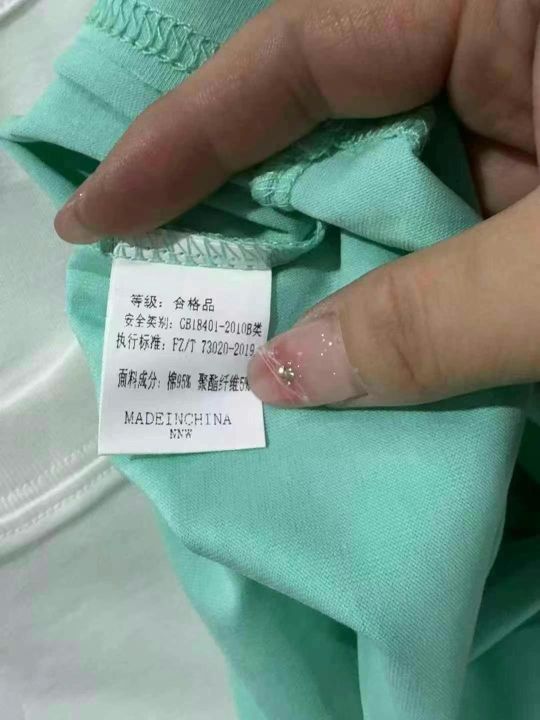 等级: 合格品
安全类别: GB18401-2010B类
执行标准: FZ/T 73020-2019
面料成分: 棉95% 聚酯纤维5%
MADEINCHINA
NNW